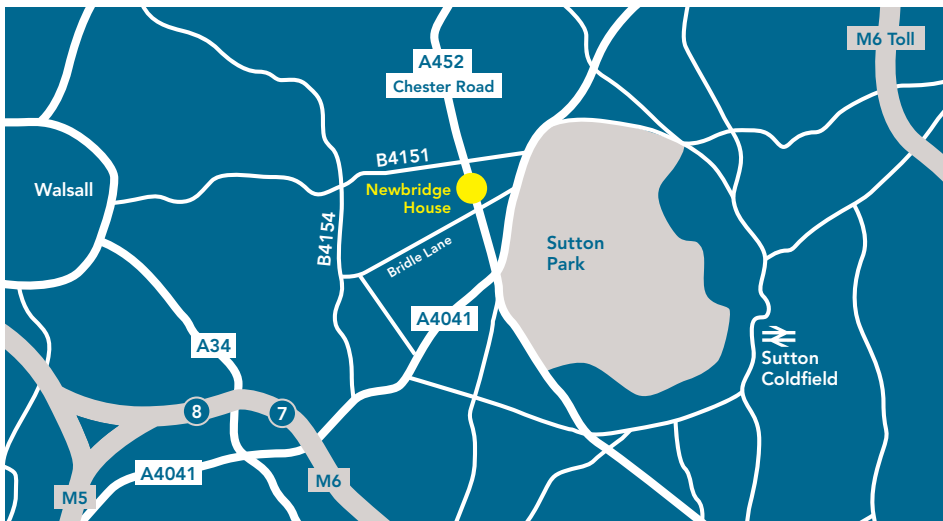 M6 Toll
A452
Chester Road
B4151
Walsall
Newbridge
House
B4154
Bridle Lane
Sutton
Park
A4041
A34
Sutton
Coldfield
8
7
A4041
M6
M5